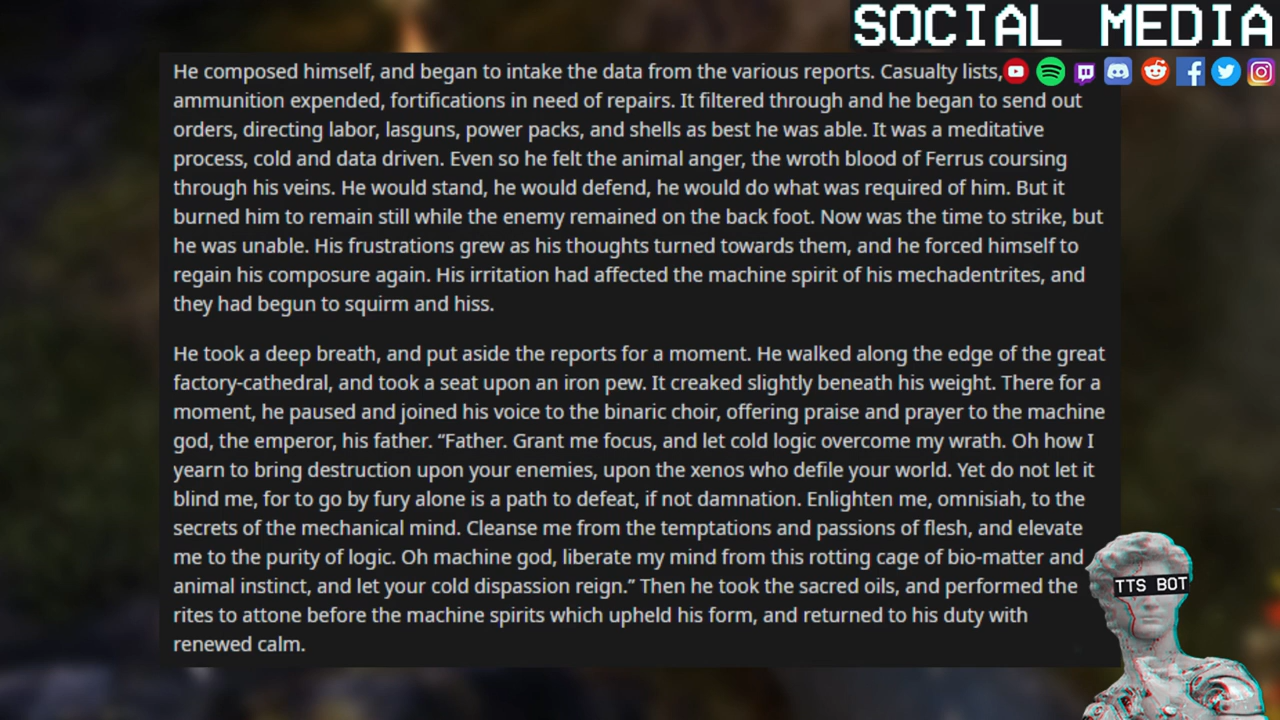 SOCIAL MEDIA
He composed himself, and began to intake the data from the various reports. Casualty lists,
ammunition expended, fortifications in need of repairs. It filtered through and he began to send out
orders, directing labor, lasguns, power packs, and shells as best he was able. It was a meditative
process, cold and data driven. Even so he felt the animal anger, the wroth blood of Ferrus coursing
through his veins. He would stand, he would defend, he would do what was required of him. But it
burned him to remain still while the enemy remained on the back foot. Now was the time to strike, but
he was unable. His frustrations grew as his thoughts turned towards them, and he forced himself to
regain his composure again. His irritation had affected the machine spirit of his mechadentrites, and
they had begun to squirm and hiss.
He took a deep breath, and put aside the reports for a moment. He walked along the edge of the great
factory-cathedral, and took a seat upon an iron pew. It creaked slightly beneath his weight. There for a
moment, he paused and joined his voice to the binaric choir, offering praise and prayer to the machine
god, the emperor, his father. “Father. Grant me focus, and let cold logic overcome my wrath. Oh how I
yearn to bring destruction upon your enemies, upon the xenos who defile your world. Yet do not let it
blind me, for to go by fury alone is a path to defeat, if not damnation. Enlighten me, omnisiah, to the
secrets of the mechanical mind. Cleanse me from the temptations and passions of flesh, and elevate
me to the purity of logic. Oh machine god, liberate my mind from this rotting cage of bio-matter and
animal instinct, and let your cold dispassion reign.” Then he took the sacred oils, and performed the
rites to attone before the machine spirits which upheld his form, and returned to his duty with
renewed calm.
TTS BOT